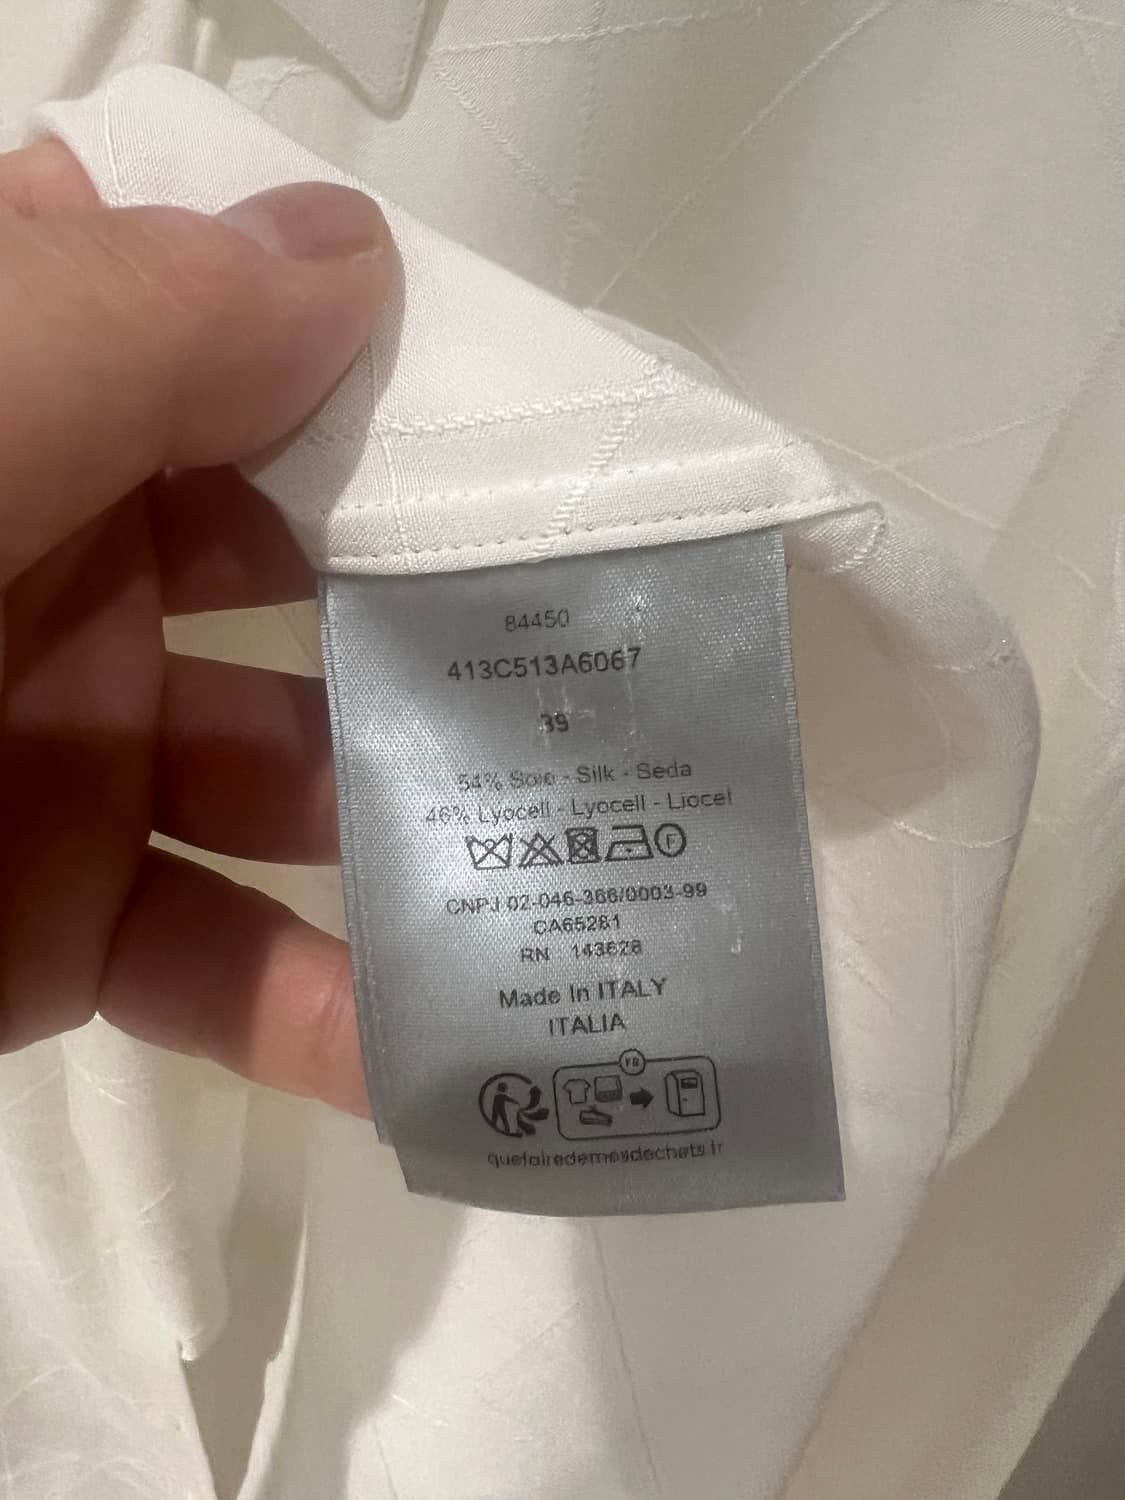 84450
413C513A6067
39
54% Soie - Silk - Seda
46% Lyocell - Lyocell - Liocel
F
CNPJ 02-046-366/0003-99
CA65281
RN 143628
Made In ITALY
ITALIA
FR
quefairedemesdechets.fr